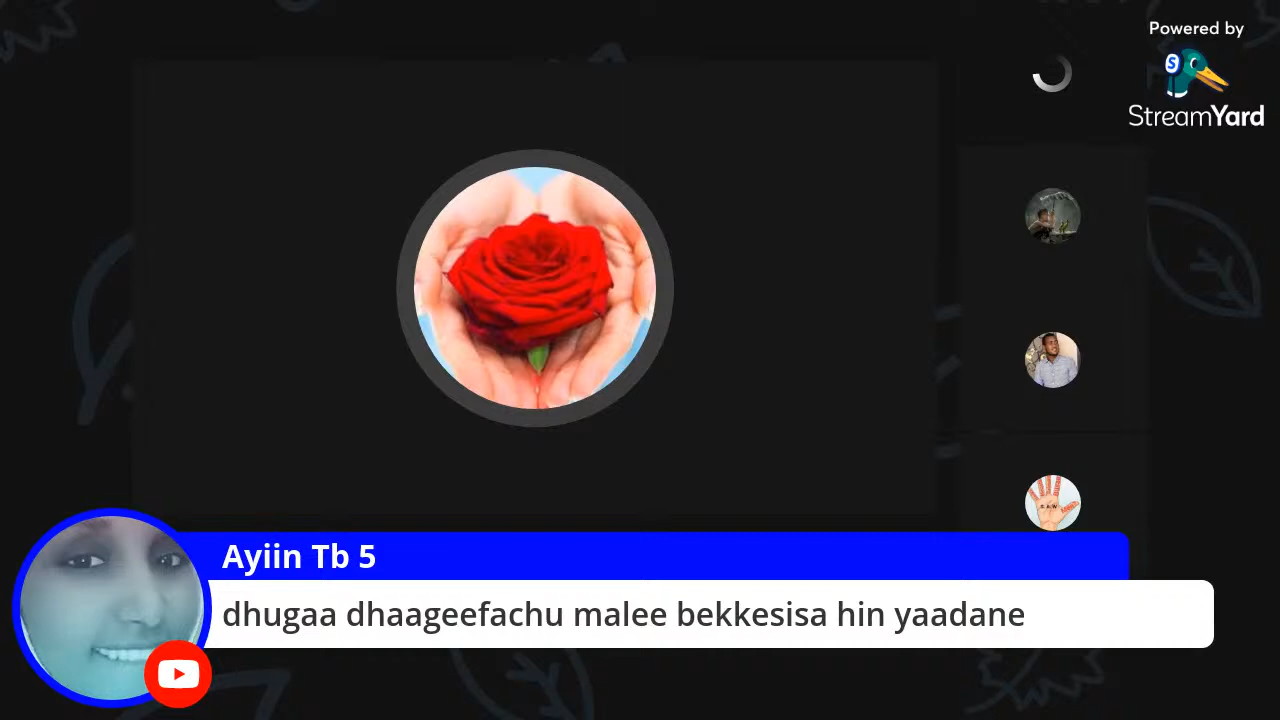 Powered by
S
StreamYard
S.A.W
Ayiin Tb 5
dhugaa dhaageefachu malee bekkesisa hin yaadane